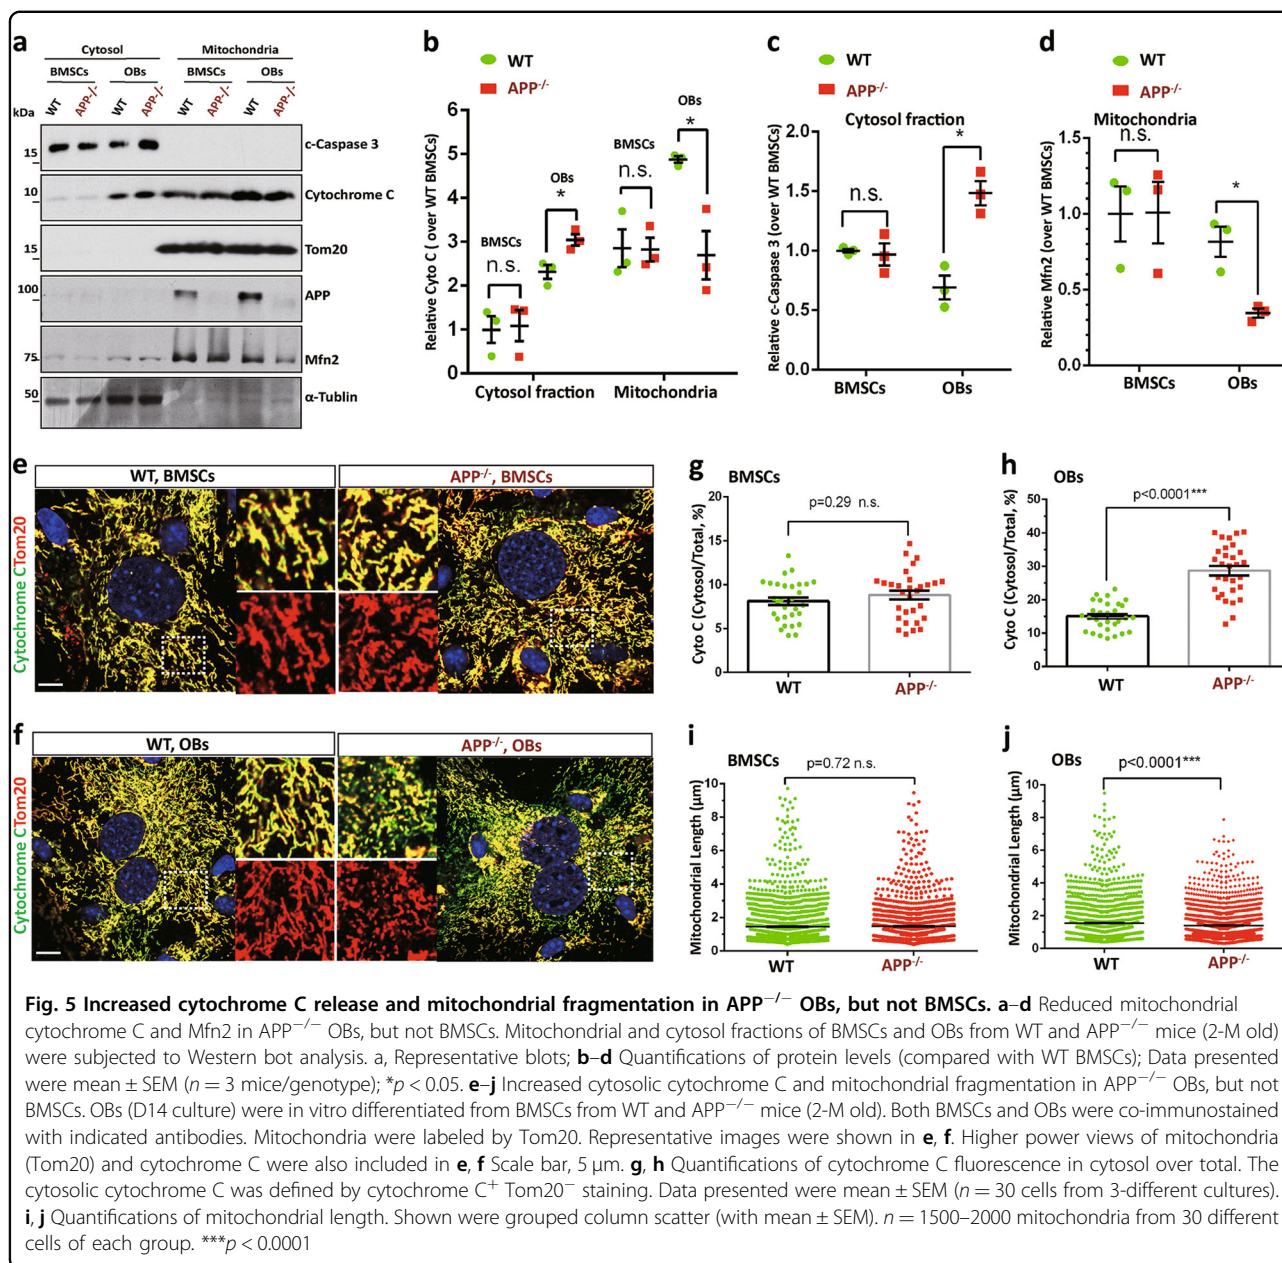 a
Cytosol Mitochondria
BMSCs OBs BMSCs OBs
WT APP-/- WT APP-/- WT APP-/- WT APP-/-
kDa
15 c-Caspase 3
10 Cytochrome C
15 Tom20
100 APP
75 Mfn2
50 α-Tublin
b
WT
APP-/-
Relative Cyto C ( over WT BMSCs)
6
5
4
3
2
1
0
BMSCs
n.s.
OBs
*
BMSCs
n.s.
OBs
*
Cytosol fraction Mitochondria
c
WT
APP-/-
Cytosol fraction
Relative c-Caspase 3 (over WT BMSCs)
2.0
1.5
1.0
0.5
0.0
n.s.
*
BMSCs OBs
d
WT
APP-/-
Mitochondria
Relative Mfn2 (over WT BMSCs)
1.5
1.0
0.5
0.0
n.s.
*
BMSCs OBs
e
WT, BMSCs APP-/-, BMSCs
Cytochrome C Tom20
f
WT, OBs APP-/-, OBs
Cytochrome C Tom20
g
BMSCs
Cyto C (Cytosol/Total, %)
20
15
10
5
0
p=0.29 n.s.
WT APP-/-
h
OBs
Cyto C (Cytosol/Total, %)
50
40
30
20
10
0
p<0.0001***
WT APP-/-
i
BMSCs
Mitochondrial Length (μm)
10
8
6
4
2
0
p=0.72 n.s.
WT APP-/-
j
OBs
Mitochondrial Length (μm)
10
8
6
4
2
0
p<0.0001***
WT APP-/-
Fig. 5 Increased cytochrome C release and mitochondrial fragmentation in APP−/− OBs, but not BMSCs. a–d Reduced mitochondrial
cytochrome C and Mfn2 in APP−/− OBs, but not BMSCs. Mitochondrial and cytosol fractions of BMSCs and OBs from WT and APP−/− mice (2-M old)
were subjected to Western bot analysis. a, Representative blots; b–d Quantifications of protein levels (compared with WT BMSCs); Data presented
were mean ± SEM (n = 3 mice/genotype); *p < 0.05. e–j Increased cytosolic cytochrome C and mitochondrial fragmentation in APP−/− OBs, but not
BMSCs. OBs (D14 culture) were in vitro differentiated from BMSCs from WT and APP−/− mice (2-M old). Both BMSCs and OBs were co-immunostained
with indicated antibodies. Mitochondria were labeled by Tom20. Representative images were shown in e, f. Higher power views of mitochondria
(Tom20) and cytochrome C were also included in e, f Scale bar, 5 μm. g, h Quantifications of cytochrome C fluorescence in cytosol over total. The
cytosolic cytochrome C was defined by cytochrome C+ Tom20− staining. Data presented were mean ± SEM (n = 30 cells from 3-different cultures).
i, j Quantifications of mitochondrial length. Shown were grouped column scatter (with mean ± SEM). n = 1500–2000 mitochondria from 30 different
cells of each group. ***p < 0.0001